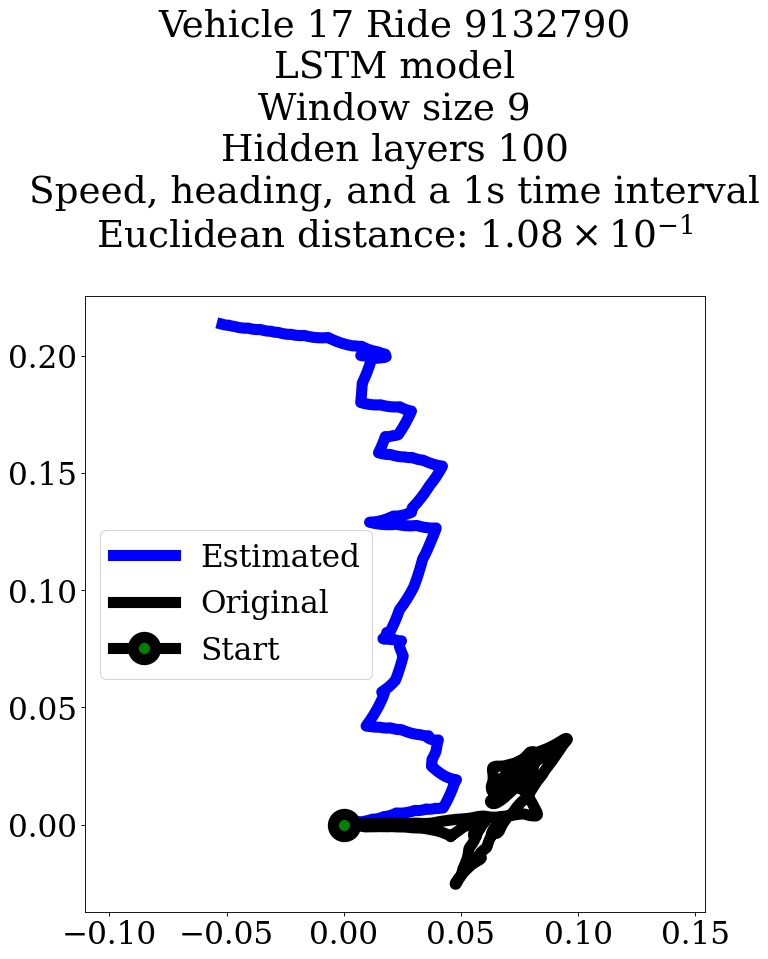 Vehicle 17 Ride 9132790
LSTM model
Window size 9
Hidden layers 100
Speed, heading, and a 1s time interval
Euclidean distance: 1.08 × 10⁻¹
0.20
0.15
0.10
0.05
0.00
Estimated
Original
Start
−0.10 −0.05 0.00 0.05 0.10 0.15